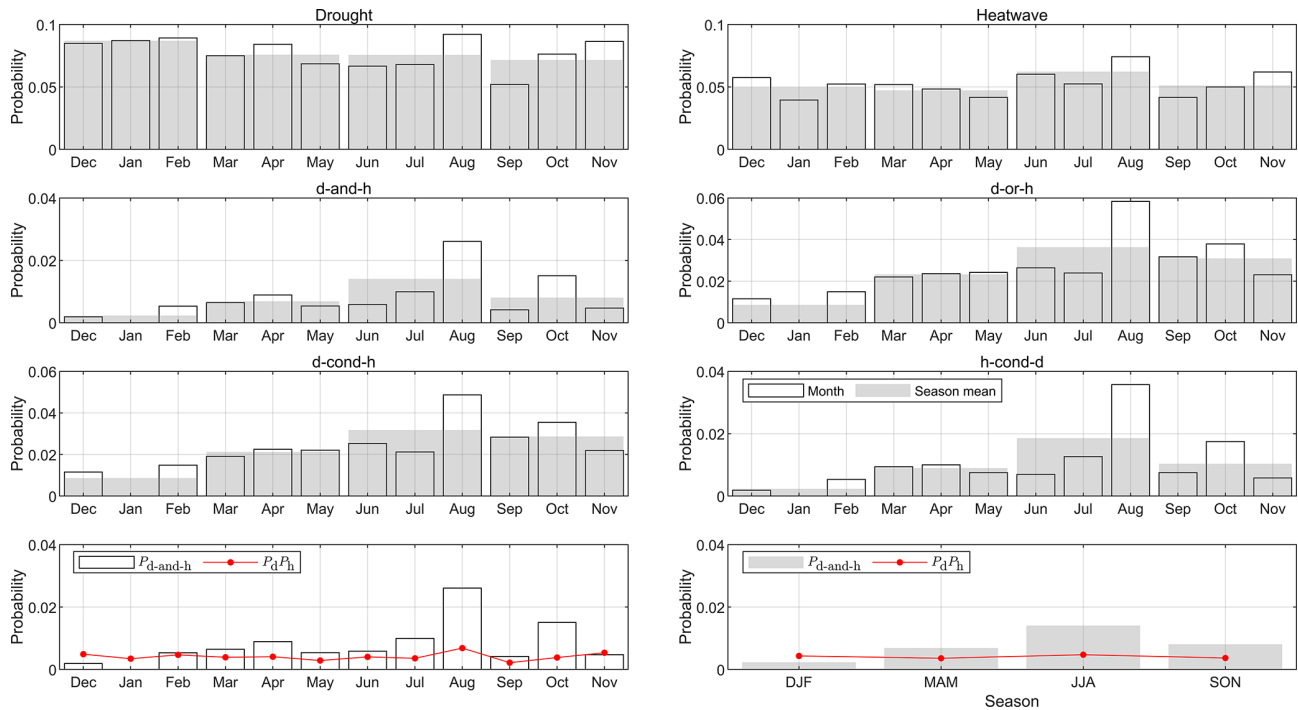 Drought
Probability
0.1
0.05
0
Dec Jan Feb Mar Apr May Jun Jul Aug Sep Oct Nov
Heatwave
Probability
0.1
0.05
0
Dec Jan Feb Mar Apr May Jun Jul Aug Sep Oct Nov
d-and-h
Probability
0.04
0.02
0
Dec Jan Feb Mar Apr May Jun Jul Aug Sep Oct Nov
d-or-h
Probability
0.06
0.04
0.02
0
Dec Jan Feb Mar Apr May Jun Jul Aug Sep Oct Nov
d-cond-h
Probability
0.06
0.04
0.02
0
Dec Jan Feb Mar Apr May Jun Jul Aug Sep Oct Nov
h-cond-d
Probability
0.04
0.02
0
Month Season mean
Dec Jan Feb Mar Apr May Jun Jul Aug Sep Oct Nov
Probability
0.04
0.02
0
P_d-and-h P_dP_h
Dec Jan Feb Mar Apr May Jun Jul Aug Sep Oct Nov
Probability
0.04
0.02
0
P_d-and-h P_dP_h
DJF MAM JJA SON
Season